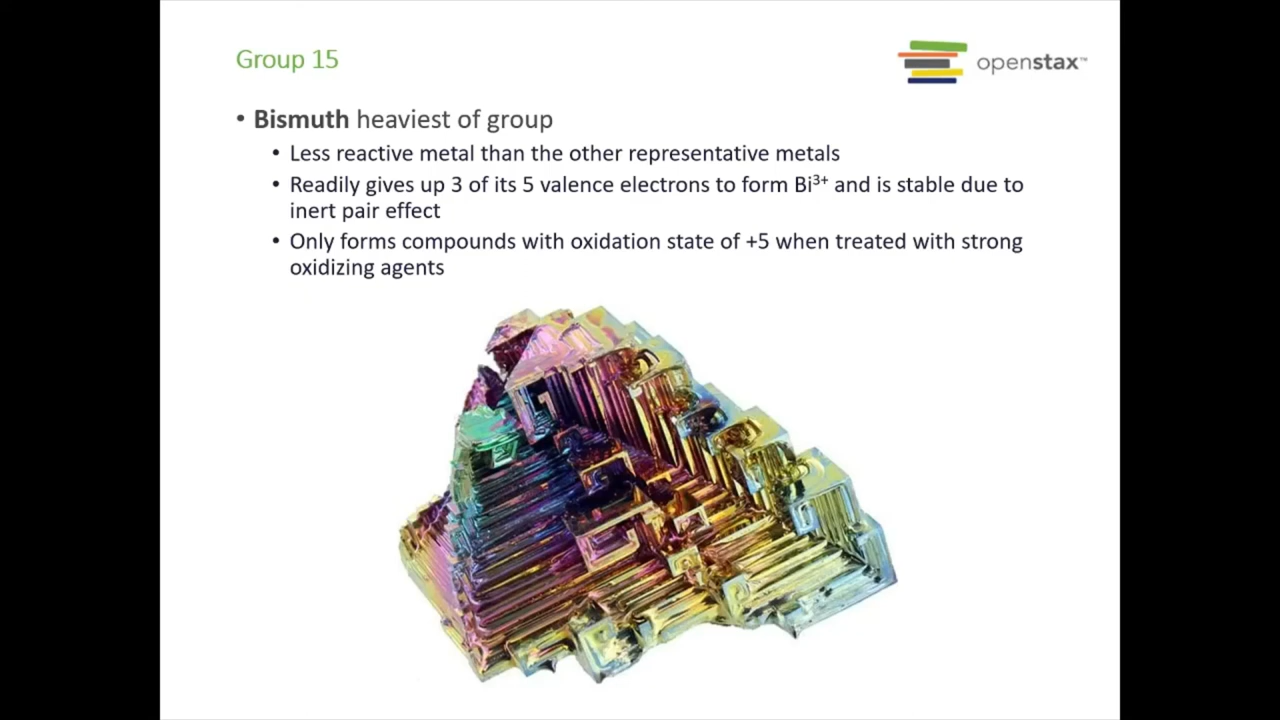 Group 15
openstax™
• Bismuth heaviest of group
• Less reactive metal than the other representative metals
• Readily gives up 3 of its 5 valence electrons to form Bi³⁺ and is stable due to
inert pair effect
• Only forms compounds with oxidation state of +5 when treated with strong
oxidizing agents